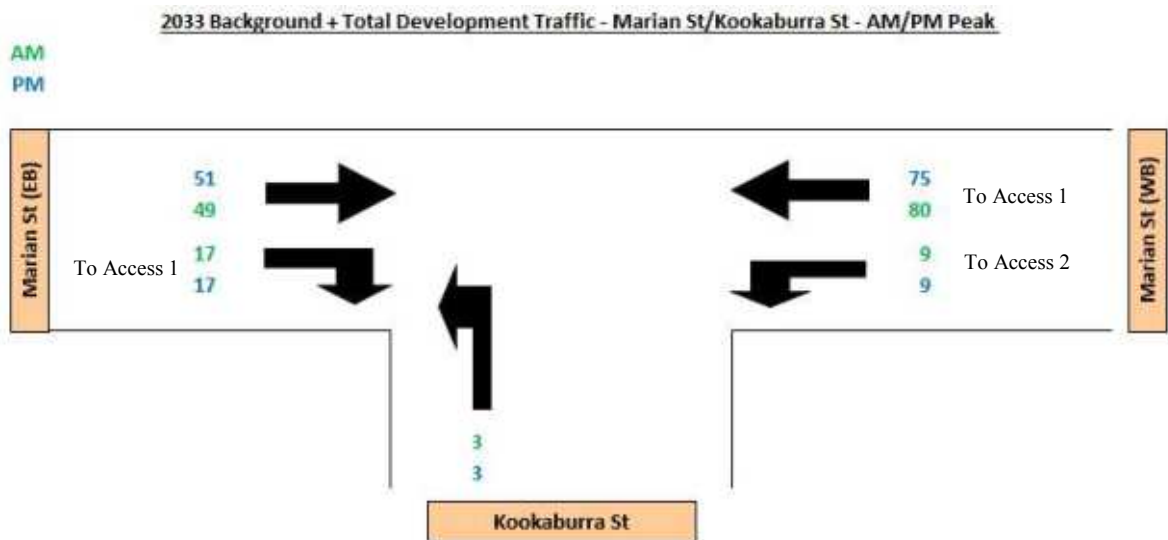 2033 Background + Total Development Traffic - Marian St/Kookaburra St - AM/PM Peak
AM
PM
Marian St (EB)
51
49
To Access 1
17
17
75
80
To Access 1
9
9
To Access 2
Marian St (WB)
3
3
Kookaburra St